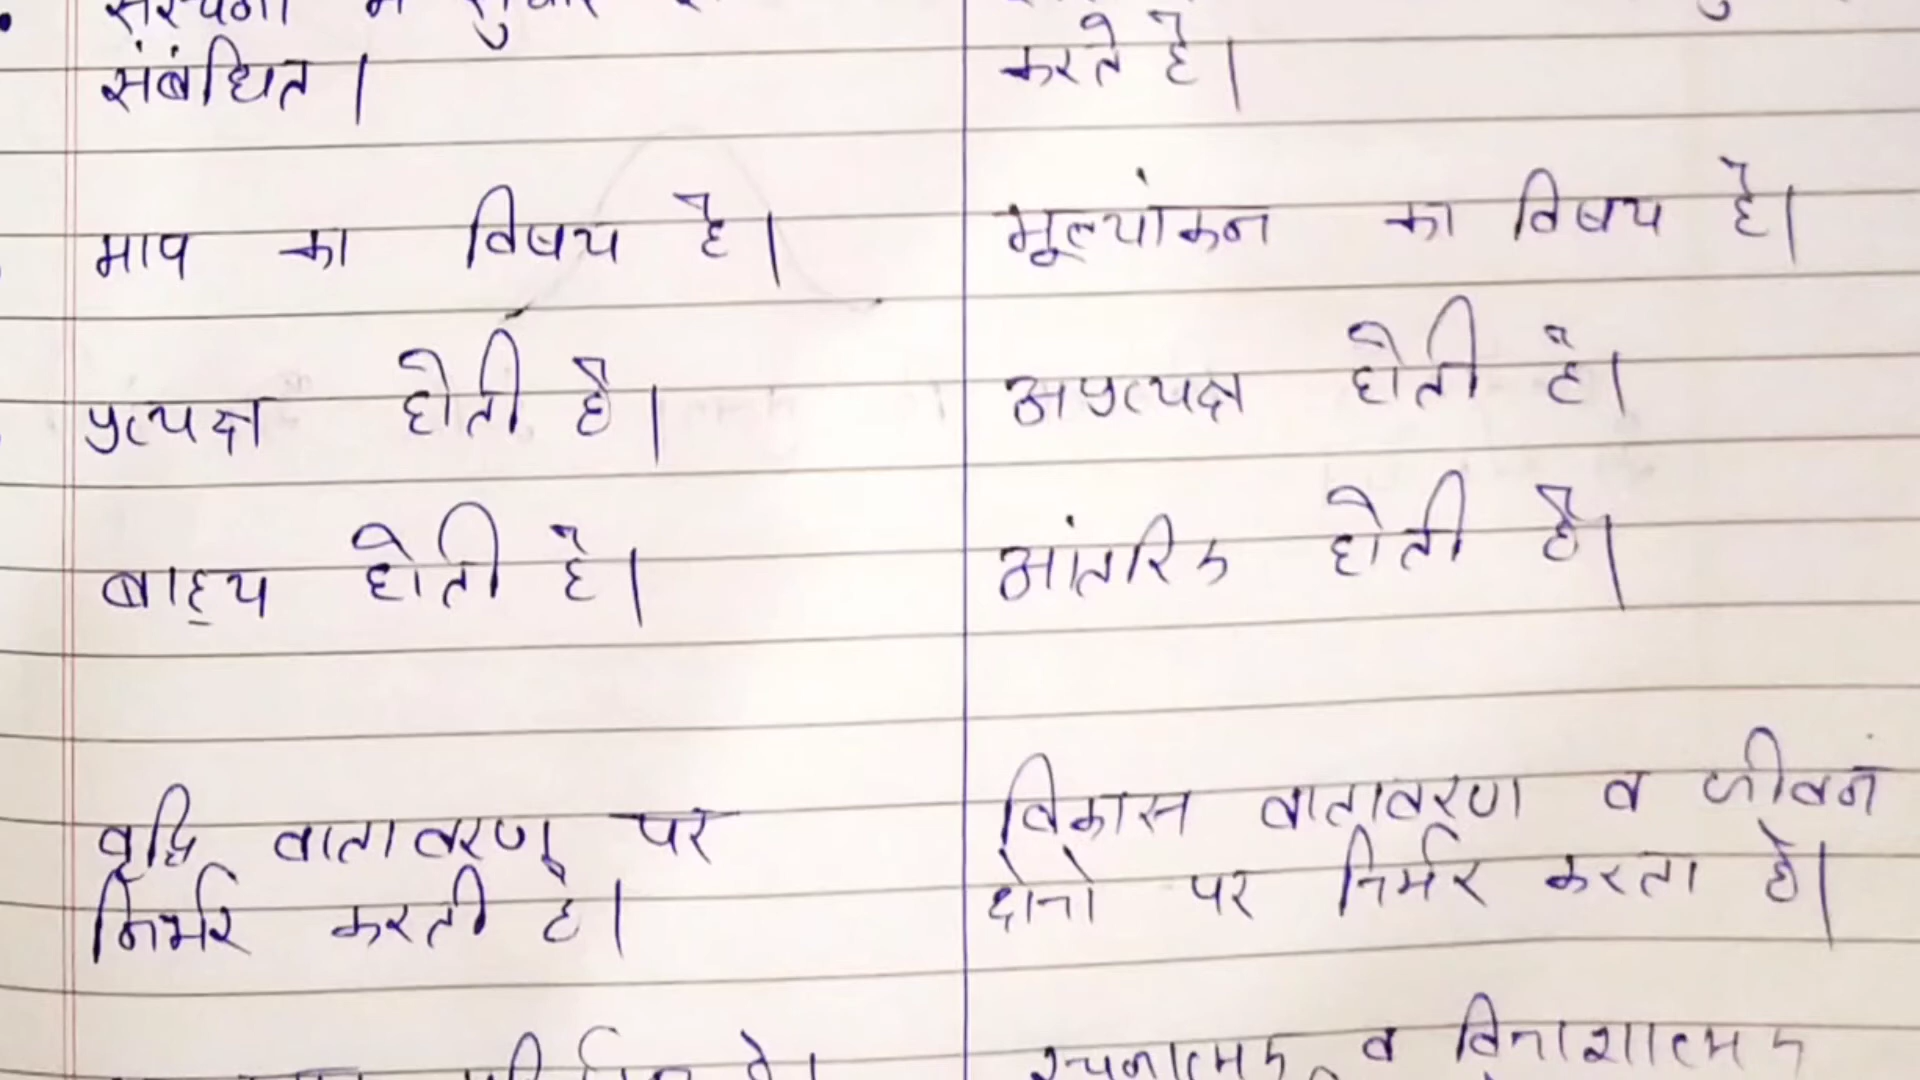 संरचना में सुधार
संबंधित।
करते है।
माप का विषय है।
मूल्यांकन का विषय है।
प्रत्यक्ष होती है।
अप्रत्यक्ष होती है।
बाह्य होती है।
आंतरिक होती है।
वृद्धि वातावरण पर
निर्भर करती है।
विकास वातावरण व जीवन
दोनो पर निर्भर करता है।
रचनात्मक व विनाशात्मक